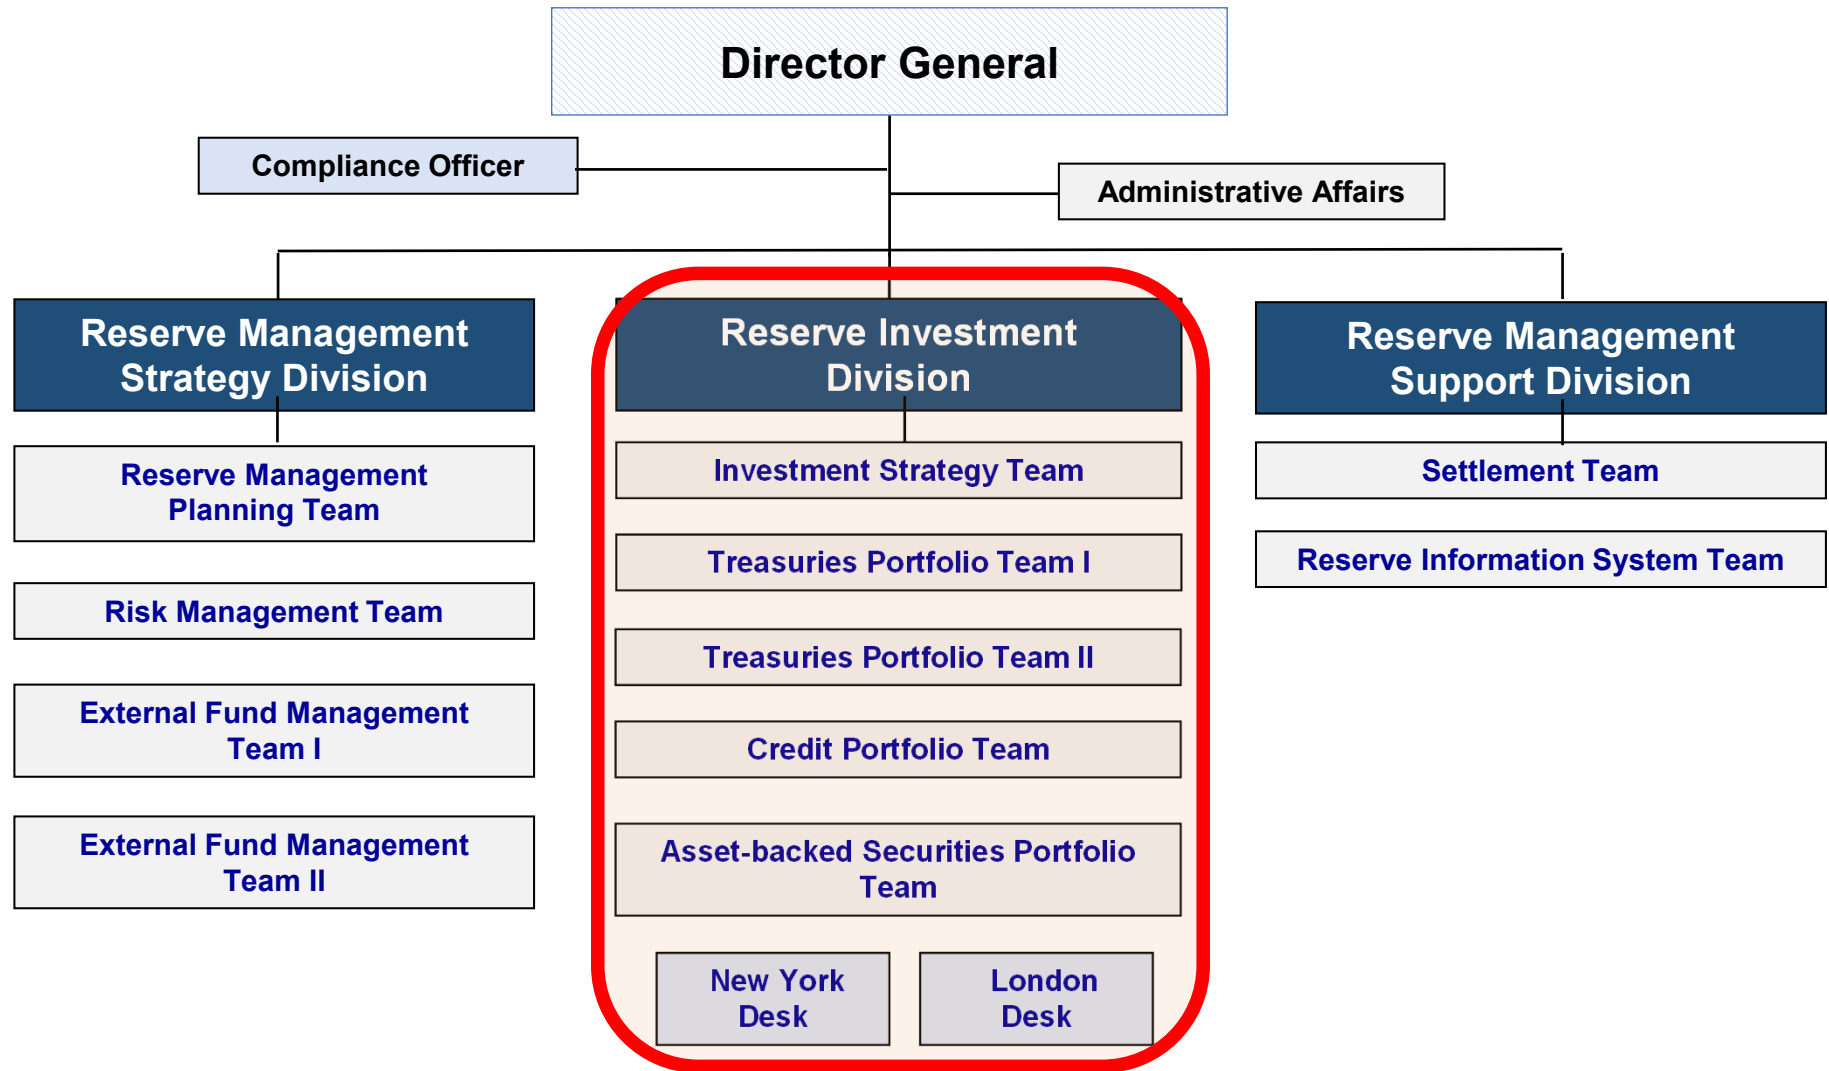 Director General
Compliance Officer
Administrative Affairs
Reserve Management
Strategy Division
Reserve Management
Planning Team
Risk Management Team
External Fund Management
Team I
External Fund Management
Team II
Reserve Investment
Division
Investment Strategy Team
Treasuries Portfolio Team I
Treasuries Portfolio Team II
Credit Portfolio Team
Asset-backed Securities Portfolio
Team
New York
Desk
London
Desk
Reserve Management
Support Division
Settlement Team
Reserve Information System Team